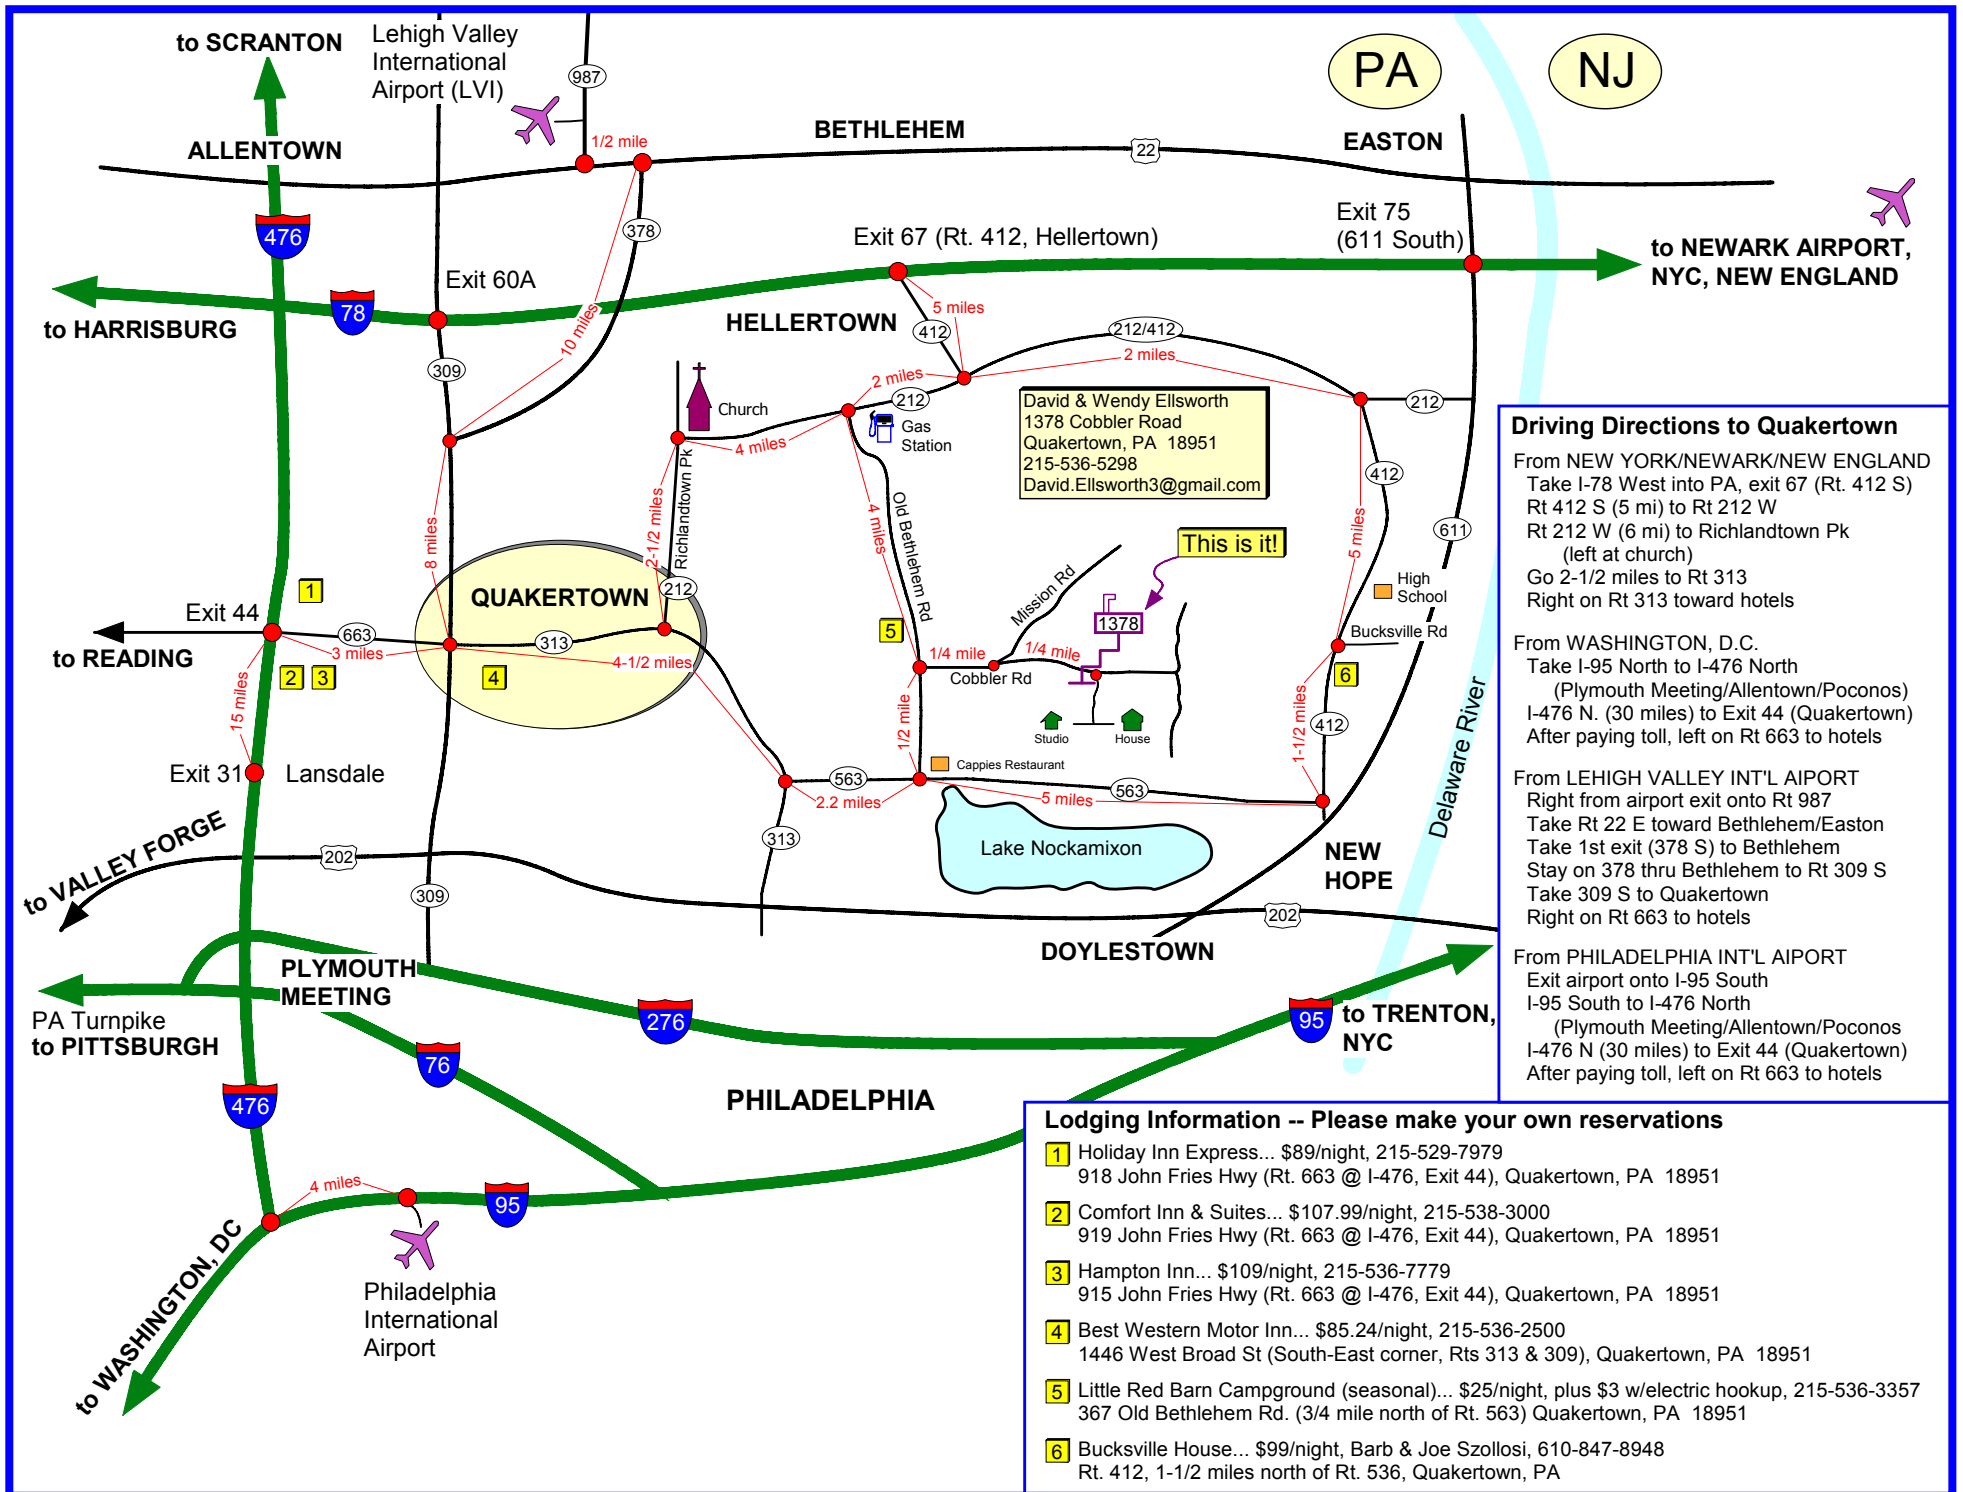 to SCRANTON
Lehigh Valley
International
Airport (LVI)
987
PA
NJ
1/2 mile
BETHLEHEM
22
EASTON
ALLENTOWN
476
378
Exit 67 (Rt. 412, Hellertown)
Exit 75
(611 South)
to NEWARK AIRPORT,
NYC, NEW ENGLAND
Exit 60A
78
to HARRISBURG
10 miles
HELLERTOWN
5 miles
412
212/412
2 miles
309
2 miles
212
212
Church
Gas
Station
4 miles
David & Wendy Ellsworth
1378 Cobbler Road
Quakertown, PA  18951
215-536-5298
David.Ellsworth3@gmail.com
412
8 miles
2-1/2 miles
Richlandtown Pk
4 miles
Old Bethlehem Rd
5 miles
611
This is it!
1
QUAKERTOWN
212
Mission Rd
1378
High
School
Exit 44
663
3 miles
313
5
Bucksville Rd
to READING
4-1/2 miles
1/4 mile
1/4 mile
Cobbler Rd
2
3
4
6
15 miles
1/2 mile
Studio
House
1-1/2 miles
412
Delaware River
Exit 31
Lansdale
Cappies Restaurant
563
2.2 miles
563
5 miles
313
Lake Nockamixon
NEW
HOPE
to VALLEY FORGE
202
309
202
DOYLESTOWN
PLYMOUTH
MEETING
PA Turnpike
to PITTSBURGH
276
95
to TRENTON,
NYC
76
476
PHILADELPHIA
4 miles
95
to WASHINGTON, DC
Philadelphia
International
Airport
Driving Directions to Quakertown
From NEW YORK/NEWARK/NEW ENGLAND
Take I-78 West into PA, exit 67 (Rt. 412 S)
Rt 412 S (5 mi) to Rt 212 W
Rt 212 W (6 mi) to Richlandtown Pk
(left at church)
Go 2-1/2 miles to Rt 313
Right on Rt 313 toward hotels
From WASHINGTON, D.C.
Take I-95 North to I-476 North
(Plymouth Meeting/Allentown/Poconos)
I-476 N. (30 miles) to Exit 44 (Quakertown)
After paying toll, left on Rt 663 to hotels
From LEHIGH VALLEY INT'L AIPORT
Right from airport exit onto Rt 987
Take Rt 22 E toward Bethlehem/Easton
Take 1st exit (378 S) to Bethlehem
Stay on 378 thru Bethlehem to Rt 309 S
Take 309 S to Quakertown
Right on Rt 663 to hotels
From PHILADELPHIA INT'L AIPORT
Exit airport onto I-95 South
I-95 South to I-476 North
(Plymouth Meeting/Allentown/Poconos
I-476 N (30 miles) to Exit 44 (Quakertown)
After paying toll, left on Rt 663 to hotels
Lodging Information -- Please make your own reservations
1 Holiday Inn Express... $89/night, 215-529-7979
918 John Fries Hwy (Rt. 663 @ I-476, Exit 44), Quakertown, PA  18951
2 Comfort Inn & Suites... $107.99/night, 215-538-3000
919 John Fries Hwy (Rt. 663 @ I-476, Exit 44), Quakertown, PA  18951
3 Hampton Inn... $109/night, 215-536-7779
915 John Fries Hwy (Rt. 663 @ I-476, Exit 44), Quakertown, PA  18951
4 Best Western Motor Inn... $85.24/night, 215-536-2500
1446 West Broad St (South-East corner, Rts 313 & 309), Quakertown, PA  18951
5 Little Red Barn Campground (seasonal)... $25/night, plus $3 w/electric hookup, 215-536-3357
367 Old Bethlehem Rd. (3/4 mile north of Rt. 563) Quakertown, PA  18951
6 Bucksville House... $99/night, Barb & Joe Szollosi, 610-847-8948
Rt. 412, 1-1/2 miles north of Rt. 536, Quakertown, PA